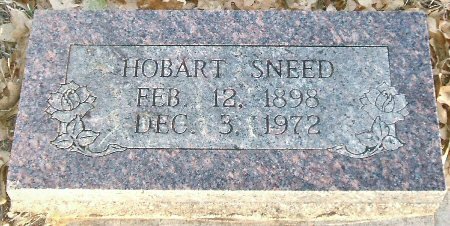 HOBART SNEED
FEB. 12, 1898
DEC. 3, 1972